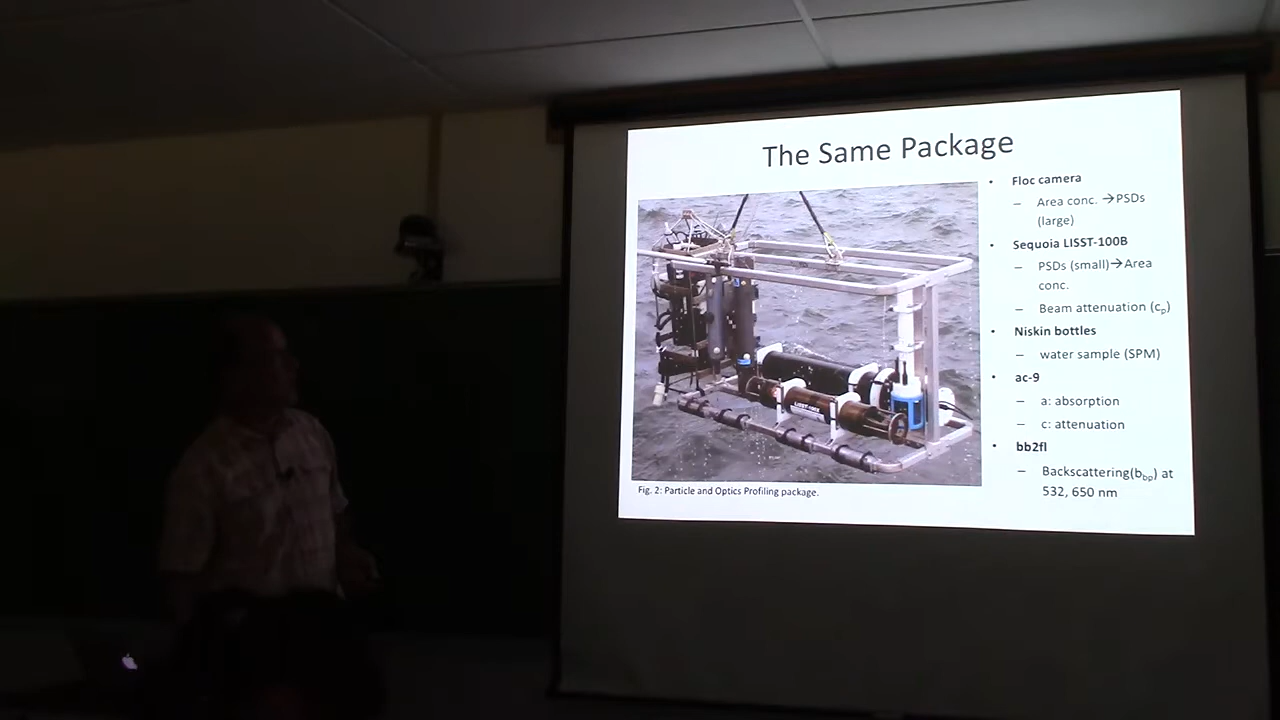 The Same Package
• Floc camera
– Area conc. →PSDs
(large)
• Sequoia LISST-100B
– PSDs (small)→Area
conc.
– Beam attenuation (cp)
• Niskin bottles
– water sample (SPM)
• ac-9
– a: absorption
– c: attenuation
• bb2fl
– Backscattering(bbp) at
532, 650 nm
LISST-100X
Fig. 2: Particle and Optics Profiling package.